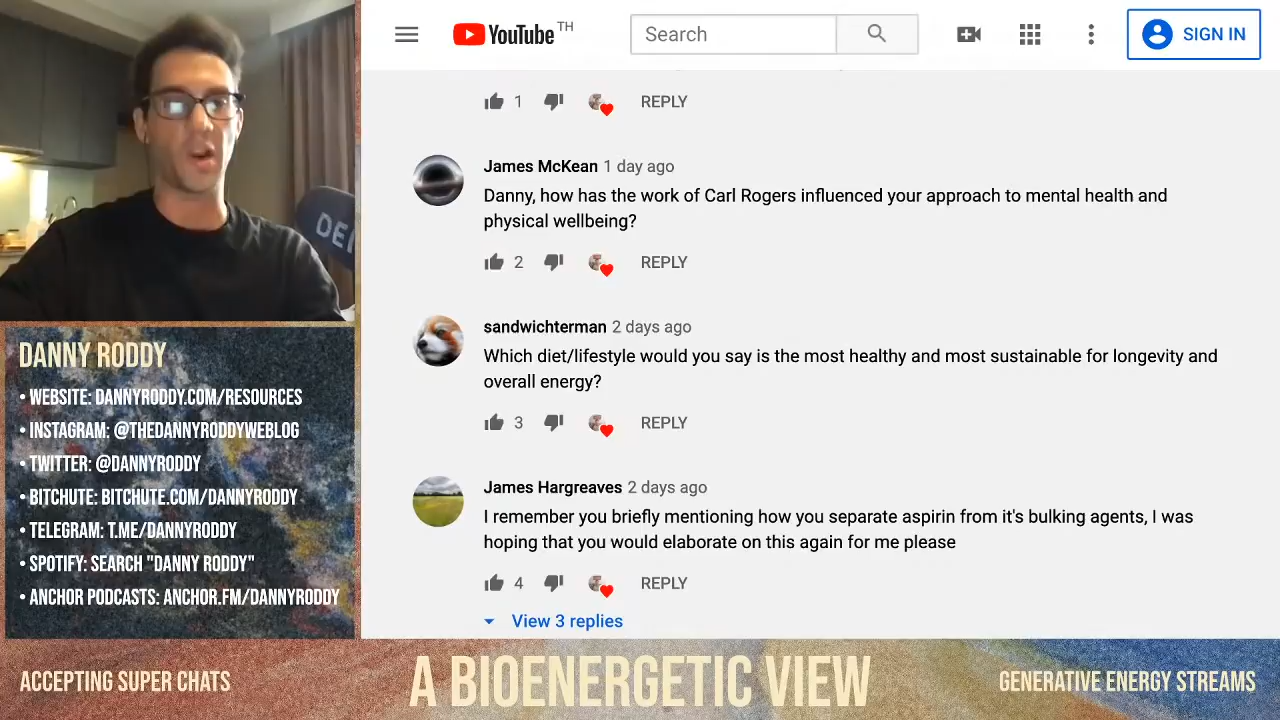 YouTube TH
Search
SIGN IN
1 REPLY
James McKean 1 day ago
Danny, how has the work of Carl Rogers influenced your approach to mental health and
physical wellbeing?
2 REPLY
sandwichterman 2 days ago
Which diet/lifestyle would you say is the most healthy and most sustainable for longevity and
overall energy?
3 REPLY
James Hargreaves 2 days ago
I remember you briefly mentioning how you separate aspirin from it's bulking agents, I was
hoping that you would elaborate on this again for me please
4 REPLY
View 3 replies
DANNY RODDY
• WEBSITE: DANNYRODDY.COM/RESOURCES
• INSTAGRAM: @THEDANNYRODDYWEBLOG
• TWITTER: @DANNYRODDY
• BITCHUTE: BITCHUTE.COM/DANNYRODDY
• TELEGRAM: T.ME/DANNYRODDY
• SPOTIFY: SEARCH "DANNY RODDY"
• ANCHOR PODCASTS: ANCHOR.FM/DANNYRODDY
ACCEPTING SUPER CHATS
A BIOENERGETIC VIEW
GENERATIVE ENERGY STREAMS